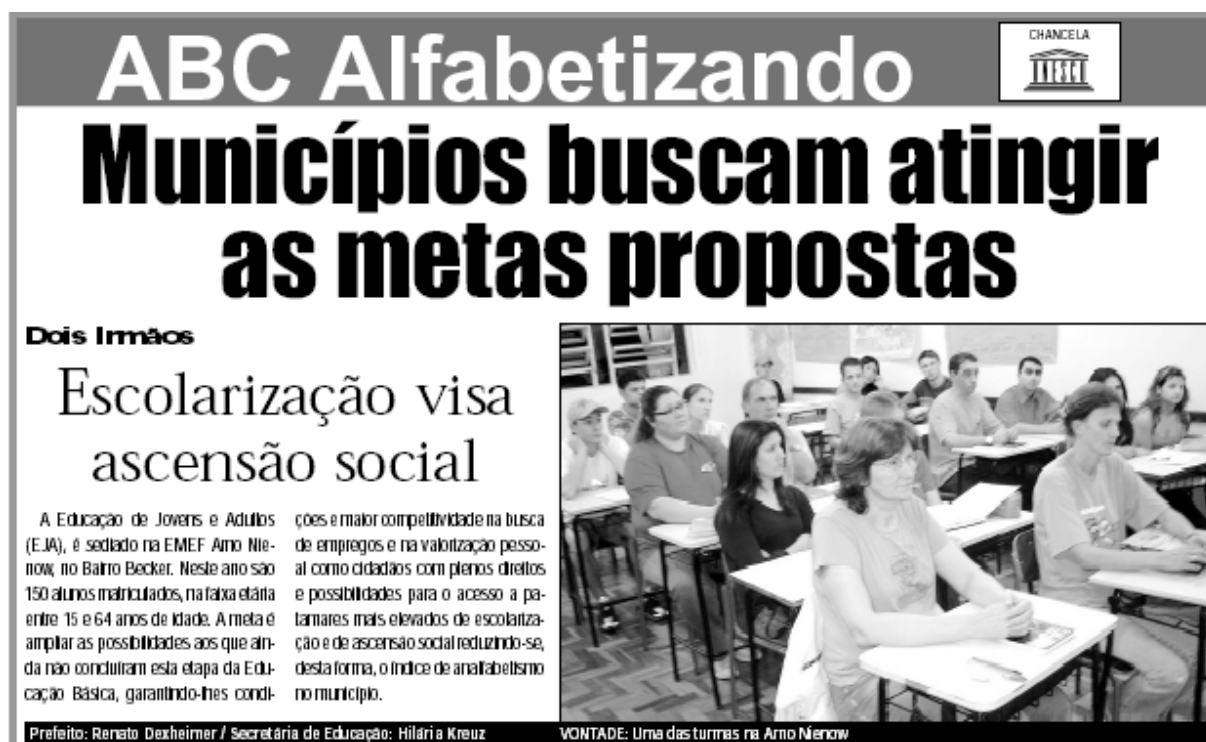 ABC Alfabetizando
CHANCELA
Municípios buscam atingir
as metas propostas
Dois Irmãos
Escolarização visa
ascensão social
A Educação de Jovens e Adultos
(EJA), é sediado na EMEF Arno Nie-
now, no Bairro Becker. Neste ano são
150 alunos matriculados, na faixa etária
entre 15 e 64 anos de idade. A meta é
ampliar as possibilidades aos que ain-
da não concluíram esta etapa da Edu-
cação Básica, garantindo-lhes condi-
ções e maior competitividade na busca
de empregos e na valorização pesso-
al como cidadãos com plenos direitos
e possibilidades para o acesso a pa-
tamares mais elevados de escolariza-
ção e de ascensão social reduzindo-se,
desta forma, o índice de analfabetismo
no município.
Prefeito: Renato Dexheimer / Secretária de Educação: Hilária Kreuz
VONTADE: Uma das turmas na Arno Nienow